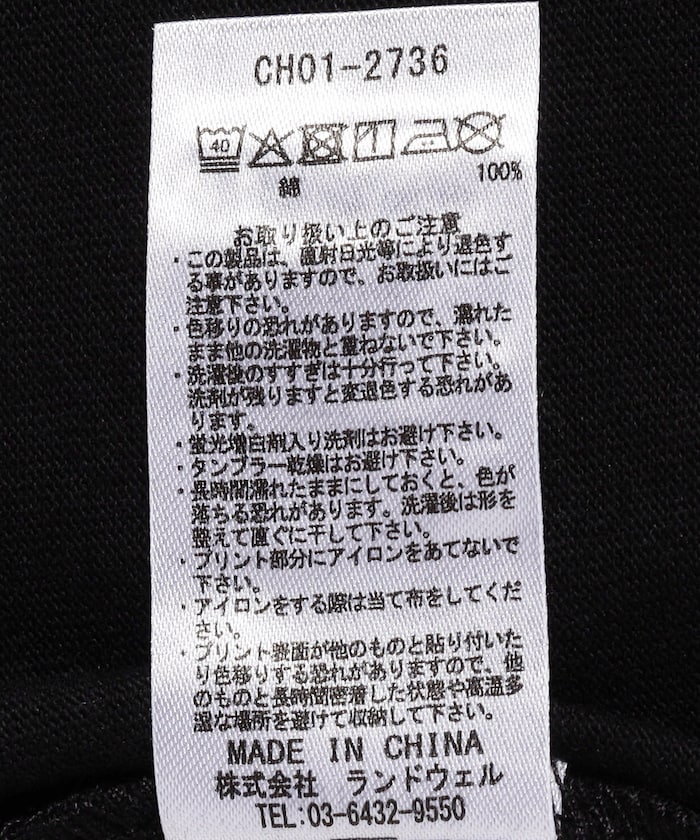 CH01-2736
40
綿 100%
お取り扱い上のご注意
・この製品は、直射日光等により退色す
る事がありますので、お取扱いにはご
注意下さい。
・色移りの恐れがありますので、濡れた
まま他の洗濯物と重ねないで下さい。
・洗濯後のすすぎは十分行って下さい。
洗剤が残りますと変退色する恐れがあ
ります。
・蛍光増白剤入り洗剤はお避け下さい。
・タンブラー乾燥はお避け下さい。
・長時間濡れたままにしておくと、色が
落ちる恐れがあります。洗濯後は形を
整えて直ぐに干して下さい。
・プリント部分にアイロンをあてないで
下さい。
・アイロンをする際は当て布をしてくだ
さい。
・プリント表面が他のものと貼り付いた
り色移りする恐れがありますので、他
のものと長時間密着した状態や高温多
湿な場所を避けて収納して下さい。
MADE IN CHINA
株式会社 ランドウェル
TEL:03-6432-9550